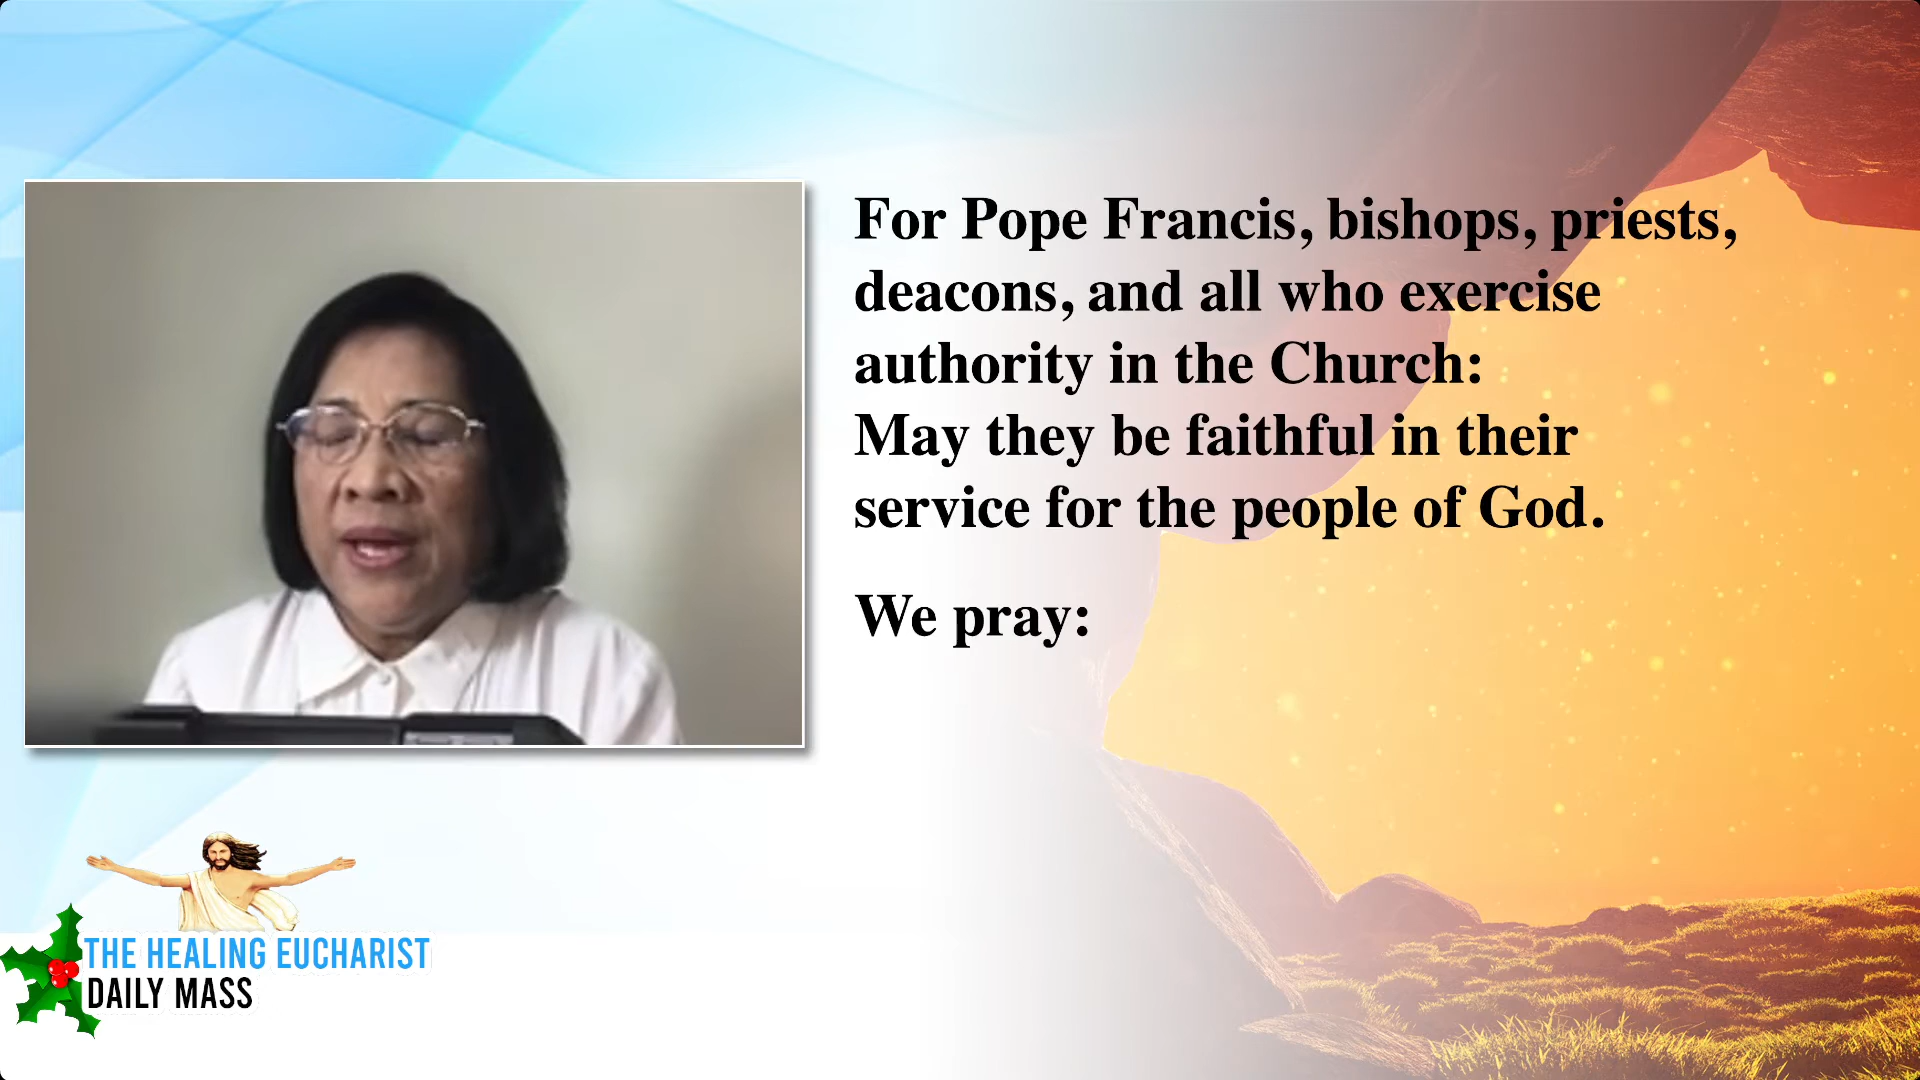 For Pope Francis, bishops, priests,
deacons, and all who exercise
authority in the Church:
May they be faithful in their
service for the people of God.
We pray:
THE HEALING EUCHARIST
DAILY MASS